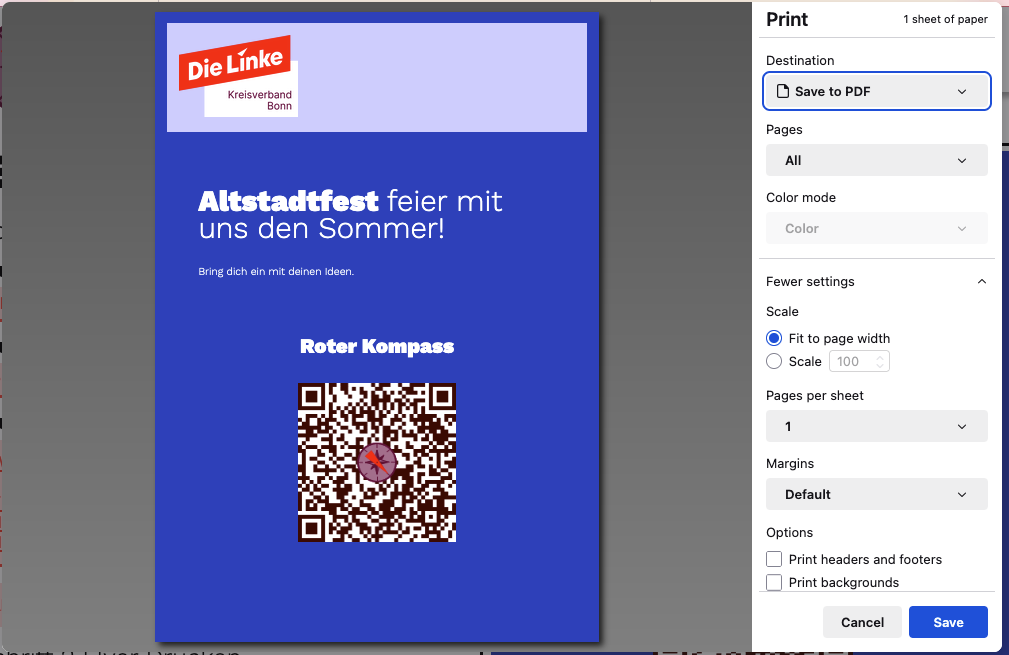 Die Linke
Kreisverband
Bonn
Altstadtfest feier mit
uns den Sommer!
Bring dich ein mit deinen Ideen.
Roter Kompass
Print
1 sheet of paper
Destination
Save to PDF
Pages
All
Color mode
Color
Fewer settings
Scale
Fit to page width
Scale 100
Pages per sheet
1
Margins
Default
Options
Print headers and footers
Print backgrounds
Cancel
Save